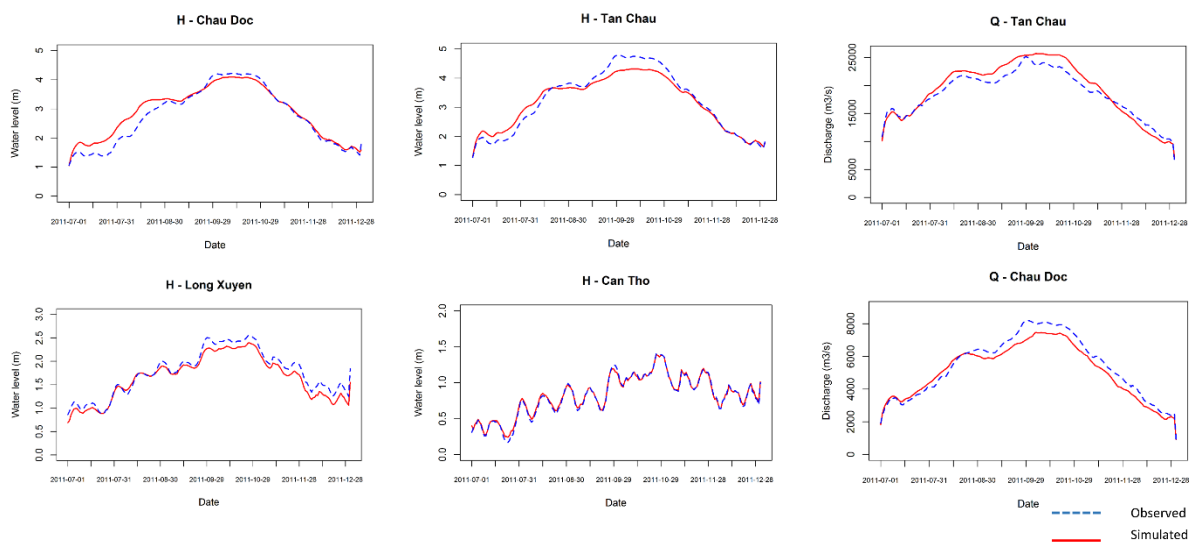 H - Chau Doc
Water level (m)
5
4
3
2
1
0
2011-07-01 2011-07-31 2011-08-30 2011-09-29 2011-10-29 2011-11-28 2011-12-28
Date
H - Tan Chau
Water level (m)
5
4
3
2
1
0
2011-07-01 2011-07-31 2011-08-30 2011-09-29 2011-10-29 2011-11-28 2011-12-28
Date
Q - Tan Chau
Discharge (m3/s)
25000
15000
5000
0
2011-07-01 2011-07-31 2011-08-30 2011-09-29 2011-10-29 2011-11-28 2011-12-28
Date
H - Long Xuyen
Water level (m)
3.0
2.5
2.0
1.5
1.0
0.5
0.0
2011-07-01 2011-07-31 2011-08-30 2011-09-29 2011-10-29 2011-11-28 2011-12-28
Date
H - Can Tho
Water level (m)
2.0
1.5
1.0
0.5
0.0
2011-07-01 2011-07-31 2011-08-30 2011-09-29 2011-10-29 2011-11-28 2011-12-28
Date
Q - Chau Doc
Discharge (m3/s)
8000
6000
4000
2000
0
2011-07-01 2011-07-31 2011-08-30 2011-09-29 2011-10-29 2011-11-28 2011-12-28
Date
Observed
Simulated